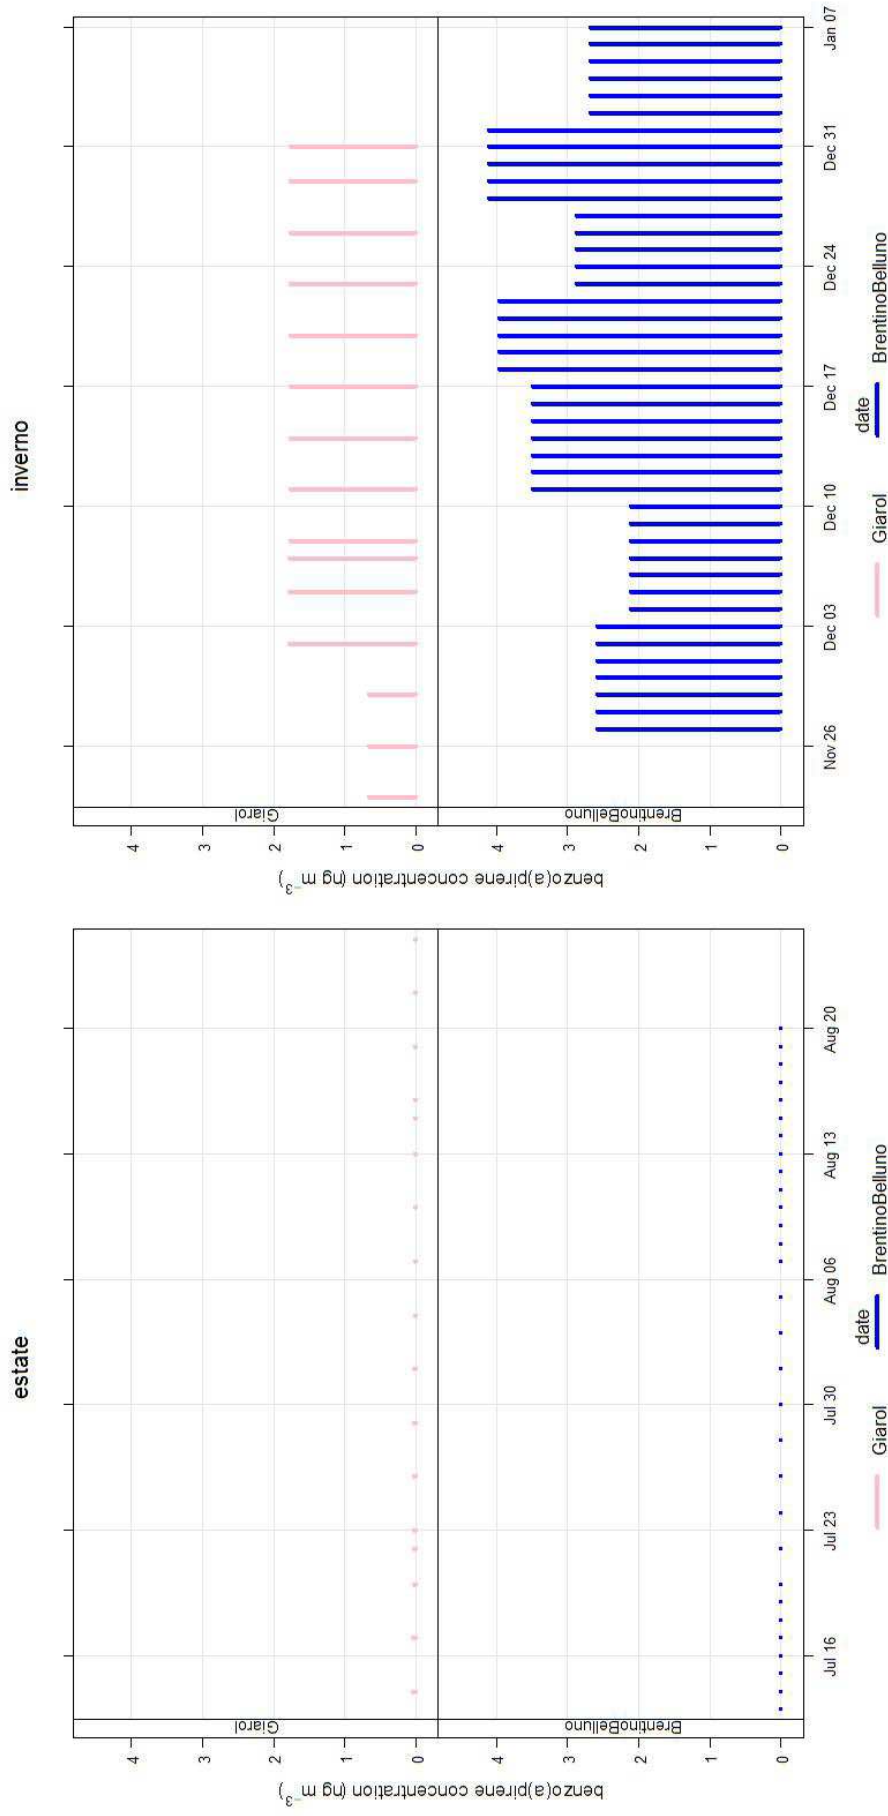 estate
benzo(a)pirene concentration (ng m⁻³)
Giarol
4
3
2
1
0
BrentinoBelluno
4
3
2
1
0
Jul 16
Jul 23
Jul 30
Aug 06
Aug 13
Aug 20
date
Giarol
BrentinoBelluno
inverno
benzo(a)pirene concentration (ng m⁻³)
Giarol
4
3
2
1
0
BrentinoBelluno
4
3
2
1
0
Nov 26
Dec 03
Dec 10
Dec 17
Dec 24
Dec 31
Jan 07
date
Giarol
BrentinoBelluno